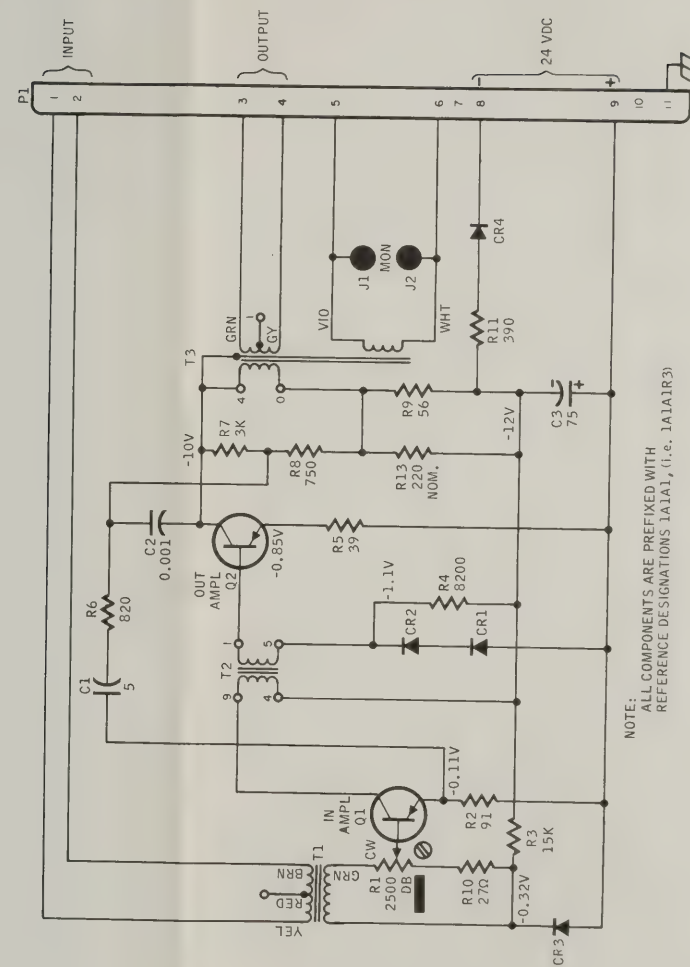 P1
INPUT
1
2
OUTPUT
3
4
5
6
7
8
9
10
11
24 VDC
-
+
VIO
J1
MON
J2
WHT
GRN
1
GY
T3
4
0
CR4
R11
390
R9
56
-12V
C3
75
-
+
-10V
R7
3K
R8
750
R13
220
NOM.
C2
0.001
OUT
AMPL
Q2
-0.85V
R5
39
R6
820
C1
5
T2
1
5
9
4
-1.1V
CR2
R4
8200
CR1
IN
AMPL
Q1
-0.11V
R2
91
R3
15K
T1
BRN
RED
YEL
GRN
CW
R1
2500
DB
R10
27Ω
-0.32V
CR3
NOTE:
ALL COMPONENTS ARE PREFIXED WITH
REFERENCE DESIGNATIONS 1A1A1, (i.e. 1A1A1R3)